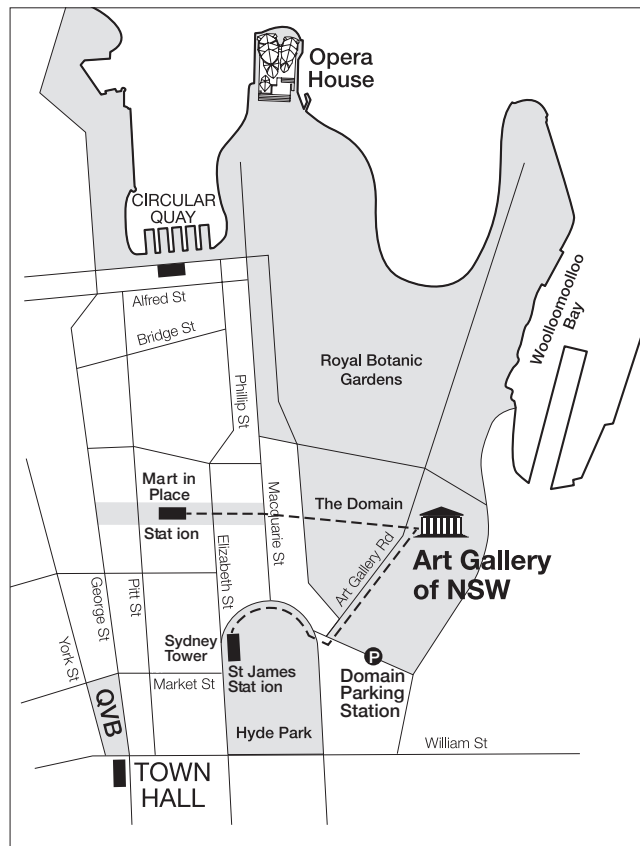 Opera
House
CIRCULAR
QUAY
Alfred St
Bridge St
Phillip St
Royal Botanic
Gardens
Woolloomoolloo
Bay
Mart in
Place
Stat ion
Macquarie St
The Domain
Art Gallery Rd
Art Gallery
of NSW
Elizabeth St
George St
Pitt St
York St
Sydney
Tower
St James
Stat ion
Market St
P
Domain
Parking
Station
QVB
Hyde Park
William St
TOWN
HALL